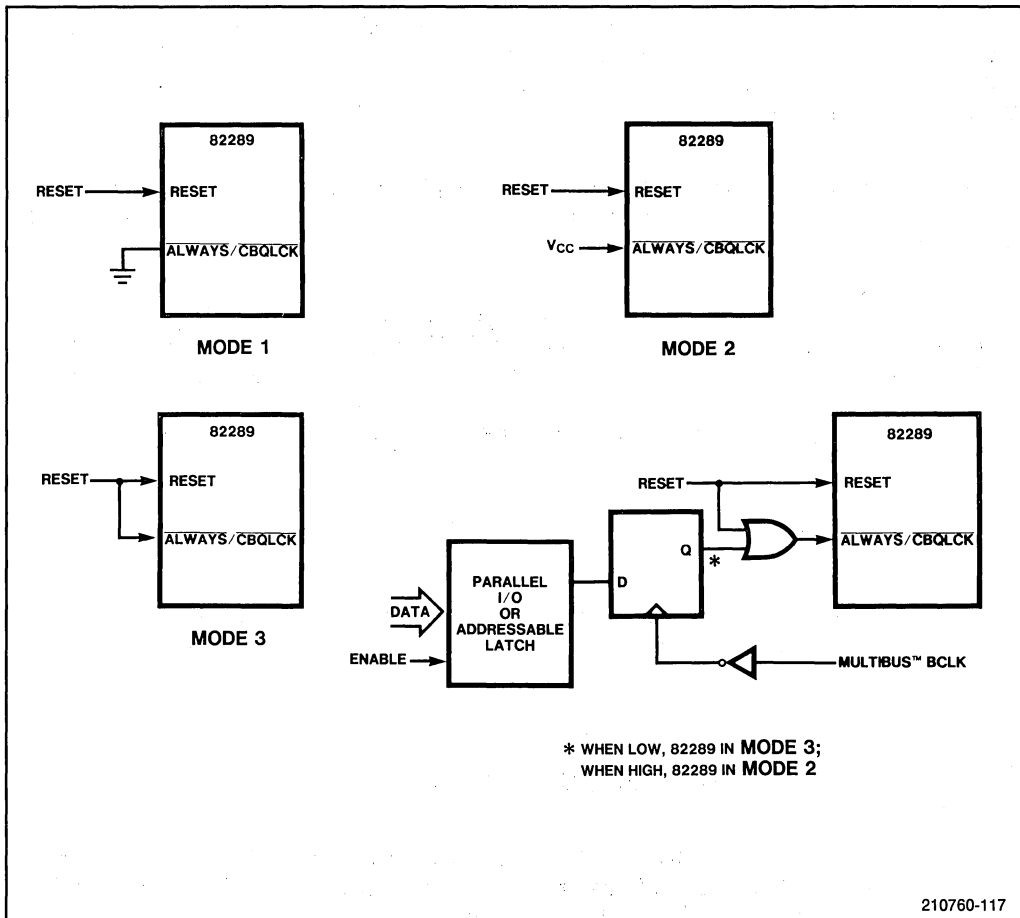 82289
RESET
RESET
ALWAYS/CBQLCK
MODE 1
82289
RESET
RESET
VCC
ALWAYS/CBQLCK
MODE 2
82289
RESET
RESET
ALWAYS/CBQLCK
MODE 3
82289
RESET
RESET
ALWAYS/CBQLCK
Q
*
D
PARALLEL
I/O
OR
ADDRESSABLE
LATCH
DATA
ENABLE
MULTIBUS™ BCLK
* WHEN LOW, 82289 IN MODE 3;
WHEN HIGH, 82289 IN MODE 2
210760-117